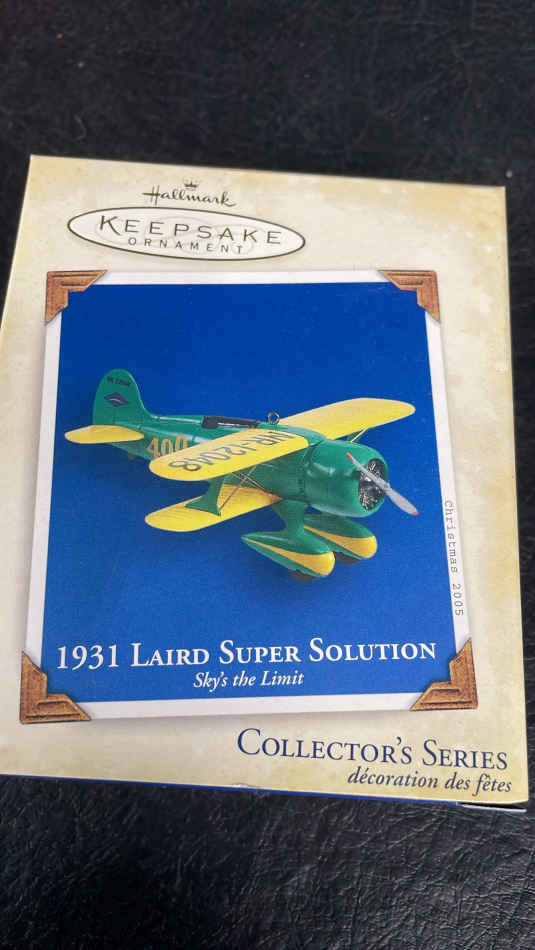 Hallmark
KEEPSAKE
ORNAMENT
400
NR-12048
Christmas 2005
1931 LAIRD SUPER SOLUTION
Sky's the Limit
COLLECTOR'S SERIES
décoration des fêtes